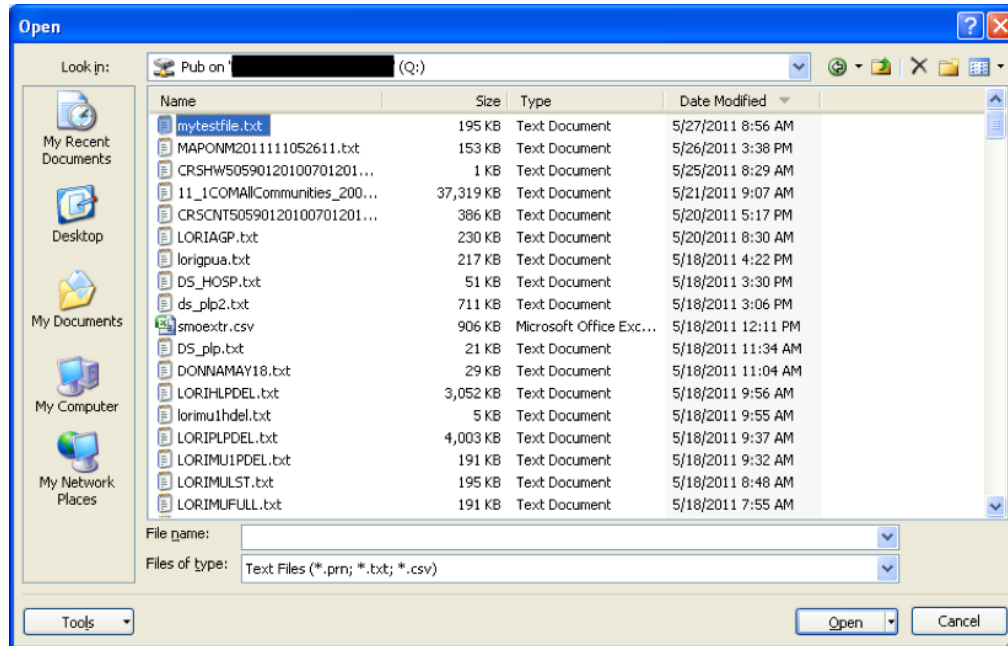 Open
Look in: Pub on ' (Q:)
Name Size Type Date Modified
mytestfile.txt 195 KB Text Document 5/27/2011 8:56 AM
MAPONM2011111052611.txt 153 KB Text Document 5/26/2011 3:38 PM
CRSHW50590120100701201... 1 KB Text Document 5/25/2011 8:29 AM
11_1COMAllCommunities_200... 37,319 KB Text Document 5/21/2011 9:07 AM
CRSCNT50590120100701201... 386 KB Text Document 5/20/2011 5:17 PM
LORIAGP.txt 230 KB Text Document 5/20/2011 8:30 AM
lorigpua.txt 217 KB Text Document 5/18/2011 4:22 PM
DS_HOSP.txt 51 KB Text Document 5/18/2011 3:30 PM
ds_plp2.txt 711 KB Text Document 5/18/2011 3:06 PM
smoextr.csv 906 KB Microsoft Office Exc... 5/18/2011 12:11 PM
DS_plp.txt 21 KB Text Document 5/18/2011 11:34 AM
DONNAMAY18.txt 29 KB Text Document 5/18/2011 11:04 AM
LORIHLPDEL.txt 3,052 KB Text Document 5/18/2011 9:56 AM
lorimu1hdel.txt 5 KB Text Document 5/18/2011 9:55 AM
LORIPLPDEL.txt 4,003 KB Text Document 5/18/2011 9:37 AM
LORIMU1PDEL.txt 191 KB Text Document 5/18/2011 9:32 AM
LORIMULST.txt 195 KB Text Document 5/18/2011 8:48 AM
LORIMUFULL.txt 191 KB Text Document 5/18/2011 7:55 AM
My Recent
Documents
Desktop
My Documents
My Computer
My Network
Places
File name:
Files of type: Text Files (*.prn; *.txt; *.csv)
Tools Open Cancel